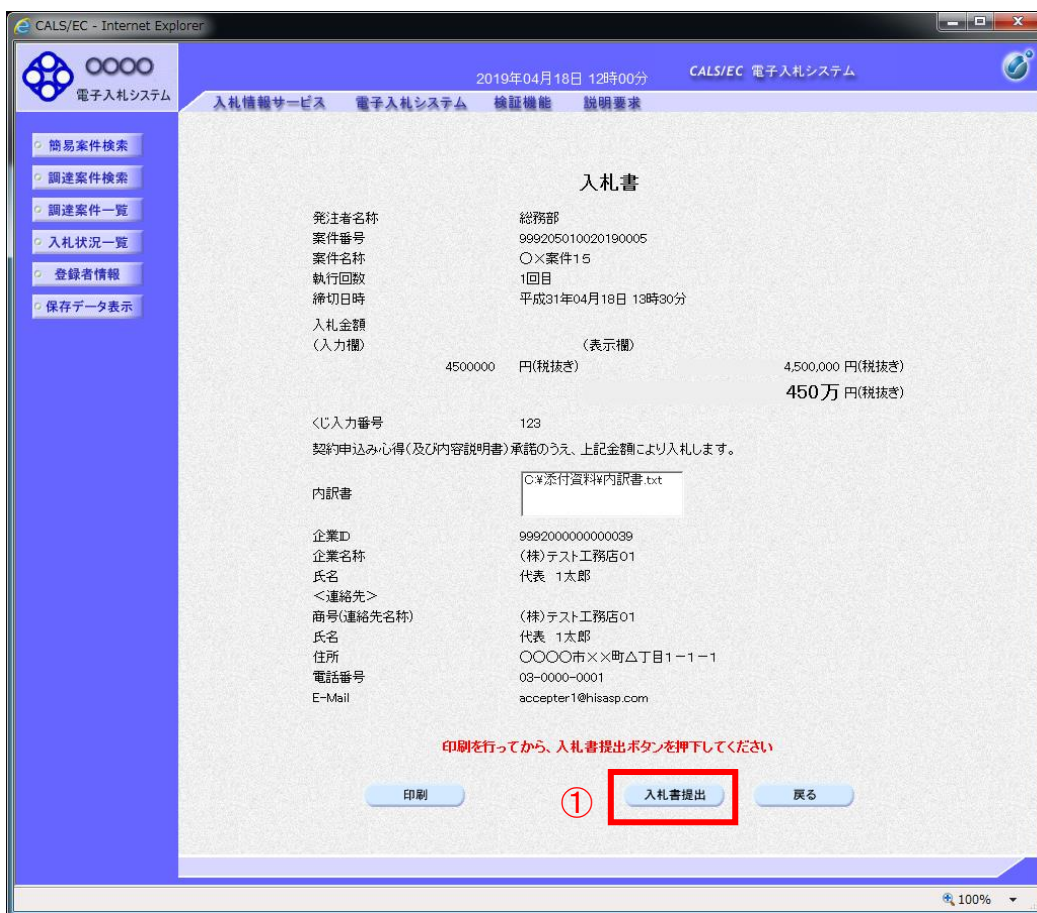 CALS/EC - Internet Explorer
〇〇〇〇
電子入札システム
2019年04月18日 12時00分
CALS/EC 電子入札システム
入札情報サービス 電子入札システム 検証機能 説明要求
簡易案件検索
調達案件検索
調達案件一覧
入札状況一覧
登録者情報
保存データ表示
入札書
発注者名称 総務部
案件番号 999205010020190005
案件名称 〇×案件15
執行回数 1回目
締切日時 平成31年04月18日 13時30分
入札金額
(入力欄) (表示欄)
4500000 円(税抜き) 4,500,000 円(税抜き)
450万 円(税抜き)
くじ入力番号 123
契約申込み心得(及び内容説明書)承諾のうえ、上記金額により入札します。
内訳書 C:¥添付資料¥内訳書.txt
企業ID 9992000000000039
企業名称 (株)テスト工務店01
氏名 代表 1太郎
<連絡先>
商号(連絡先名称) (株)テスト工務店01
氏名 代表 1太郎
住所 〇〇〇〇市××町△丁目1-1-1
電話番号 03-0000-0001
E-Mail accepter1@hisasp.com
印刷を行ってから、入札書提出ボタンを押下してください
印刷 ① 入札書提出 戻る
100%